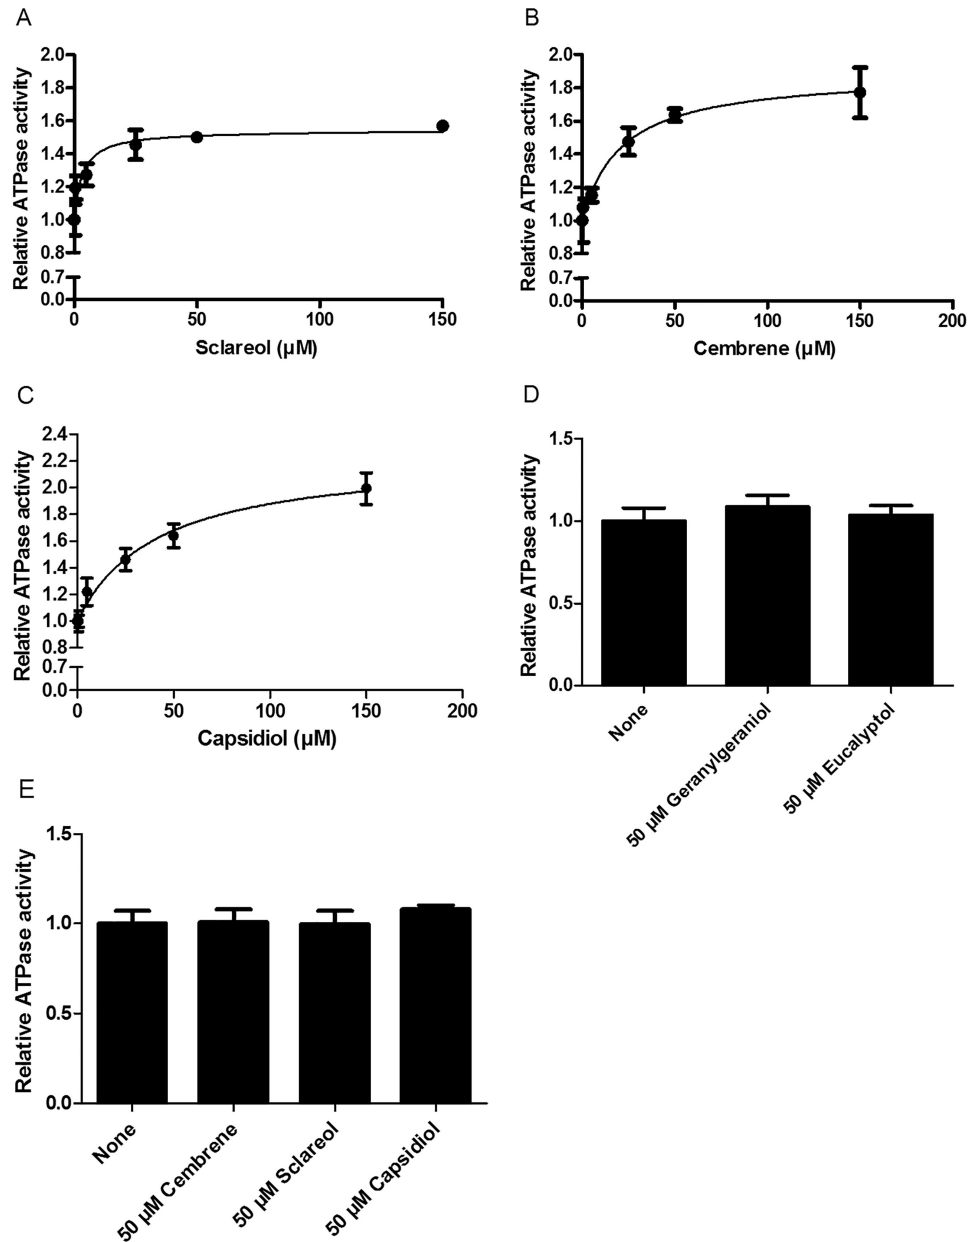 A
Relative ATPase activity
2.0
1.8
1.6
1.4
1.2
1.0
0.8
0.7
0.0
0 50 100 150
Sclareol (µM)
B
Relative ATPase activity
2.0
1.8
1.6
1.4
1.2
1.0
0.8
0.7
0.0
0 50 100 150 200
Cembrene (µM)
C
Relative ATPase activity
2.4
2.2
2.0
1.8
1.6
1.4
1.2
1.0
0.8
0.7
0.0
0 50 100 150 200
Capsidiol (µM)
D
Relative ATPase activity
1.5
1.0
0.5
0.0
None
50 µM Geranylgeraniol
50 µM Eucalyptol
E
Relative ATPase activity
1.5
1.0
0.5
0.0
None
50 µM Cembrene
50 µM Sclareol
50 µM Capsidiol